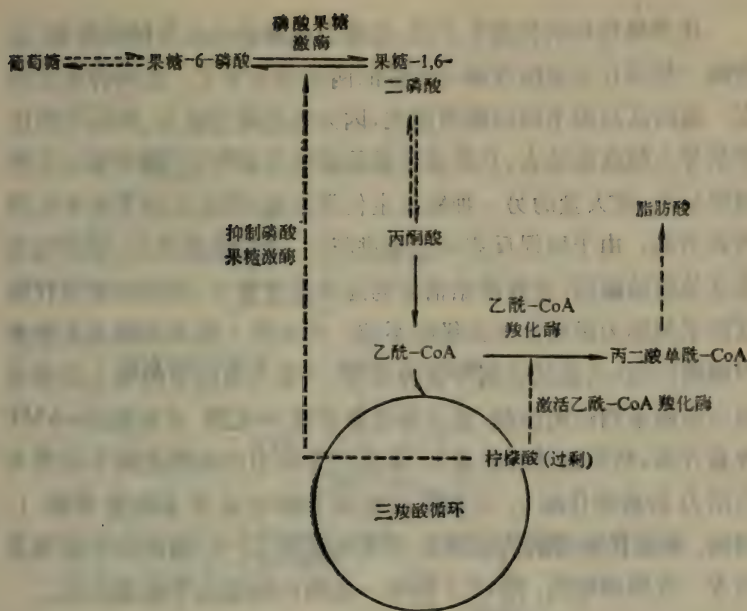 磷酸果糖
激酶
葡萄糖
果糖-6-磷酸
果糖-1,6-
二磷酸
抑制磷酸
果糖激酶
丙酮酸
脂肪酸
乙酰-CoA
羧化酶
乙酰-CoA
丙二酸单酰-CoA
激活乙酰-CoA 羧化酶
柠檬酸(过剩)
三羧酸循环